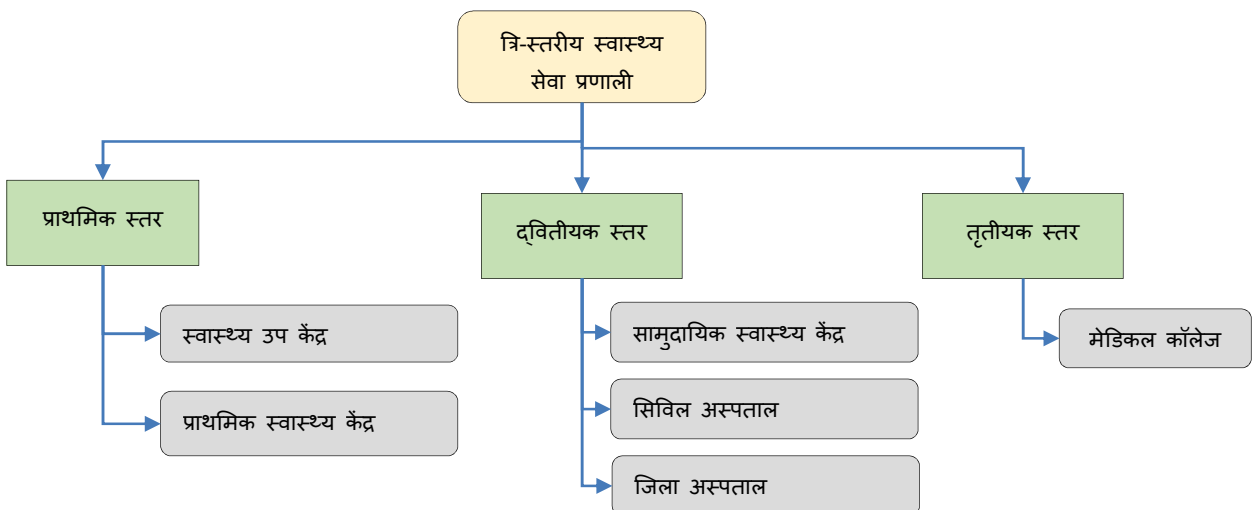 त्रि-स्तरीय स्वास्थ्य
सेवा प्रणाली
प्राथमिक स्तर
स्वास्थ्य उप केंद्र
प्राथमिक स्वास्थ्य केंद्र
द्वितीयक स्तर
सामुदायिक स्वास्थ्य केंद्र
सिविल अस्पताल
जिला अस्पताल
तृतीयक स्तर
मेडिकल कॉलेज